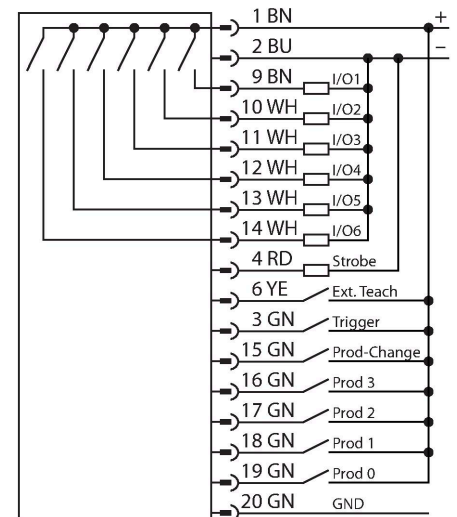 1 BN +
2 BU −
9 BN I/O1
10 WH I/O2
11 WH I/O3
12 WH I/O4
13 WH I/O5
14 WH I/O6
4 RD Strobe
6 YE Ext. Teach
3 GN Trigger
15 GN Prod-Change
16 GN Prod 3
17 GN Prod 2
18 GN Prod 1
19 GN Prod 0
20 GN GND